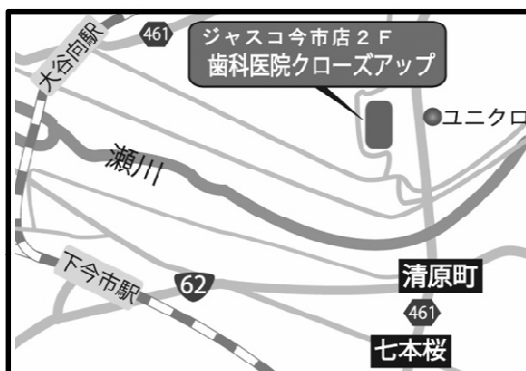 大谷向駅
461
ジャスコ今市店2F
歯科医院クローズアップ
ユニクロ
瀬川
下今市駅
62
清原町
461
七本桜